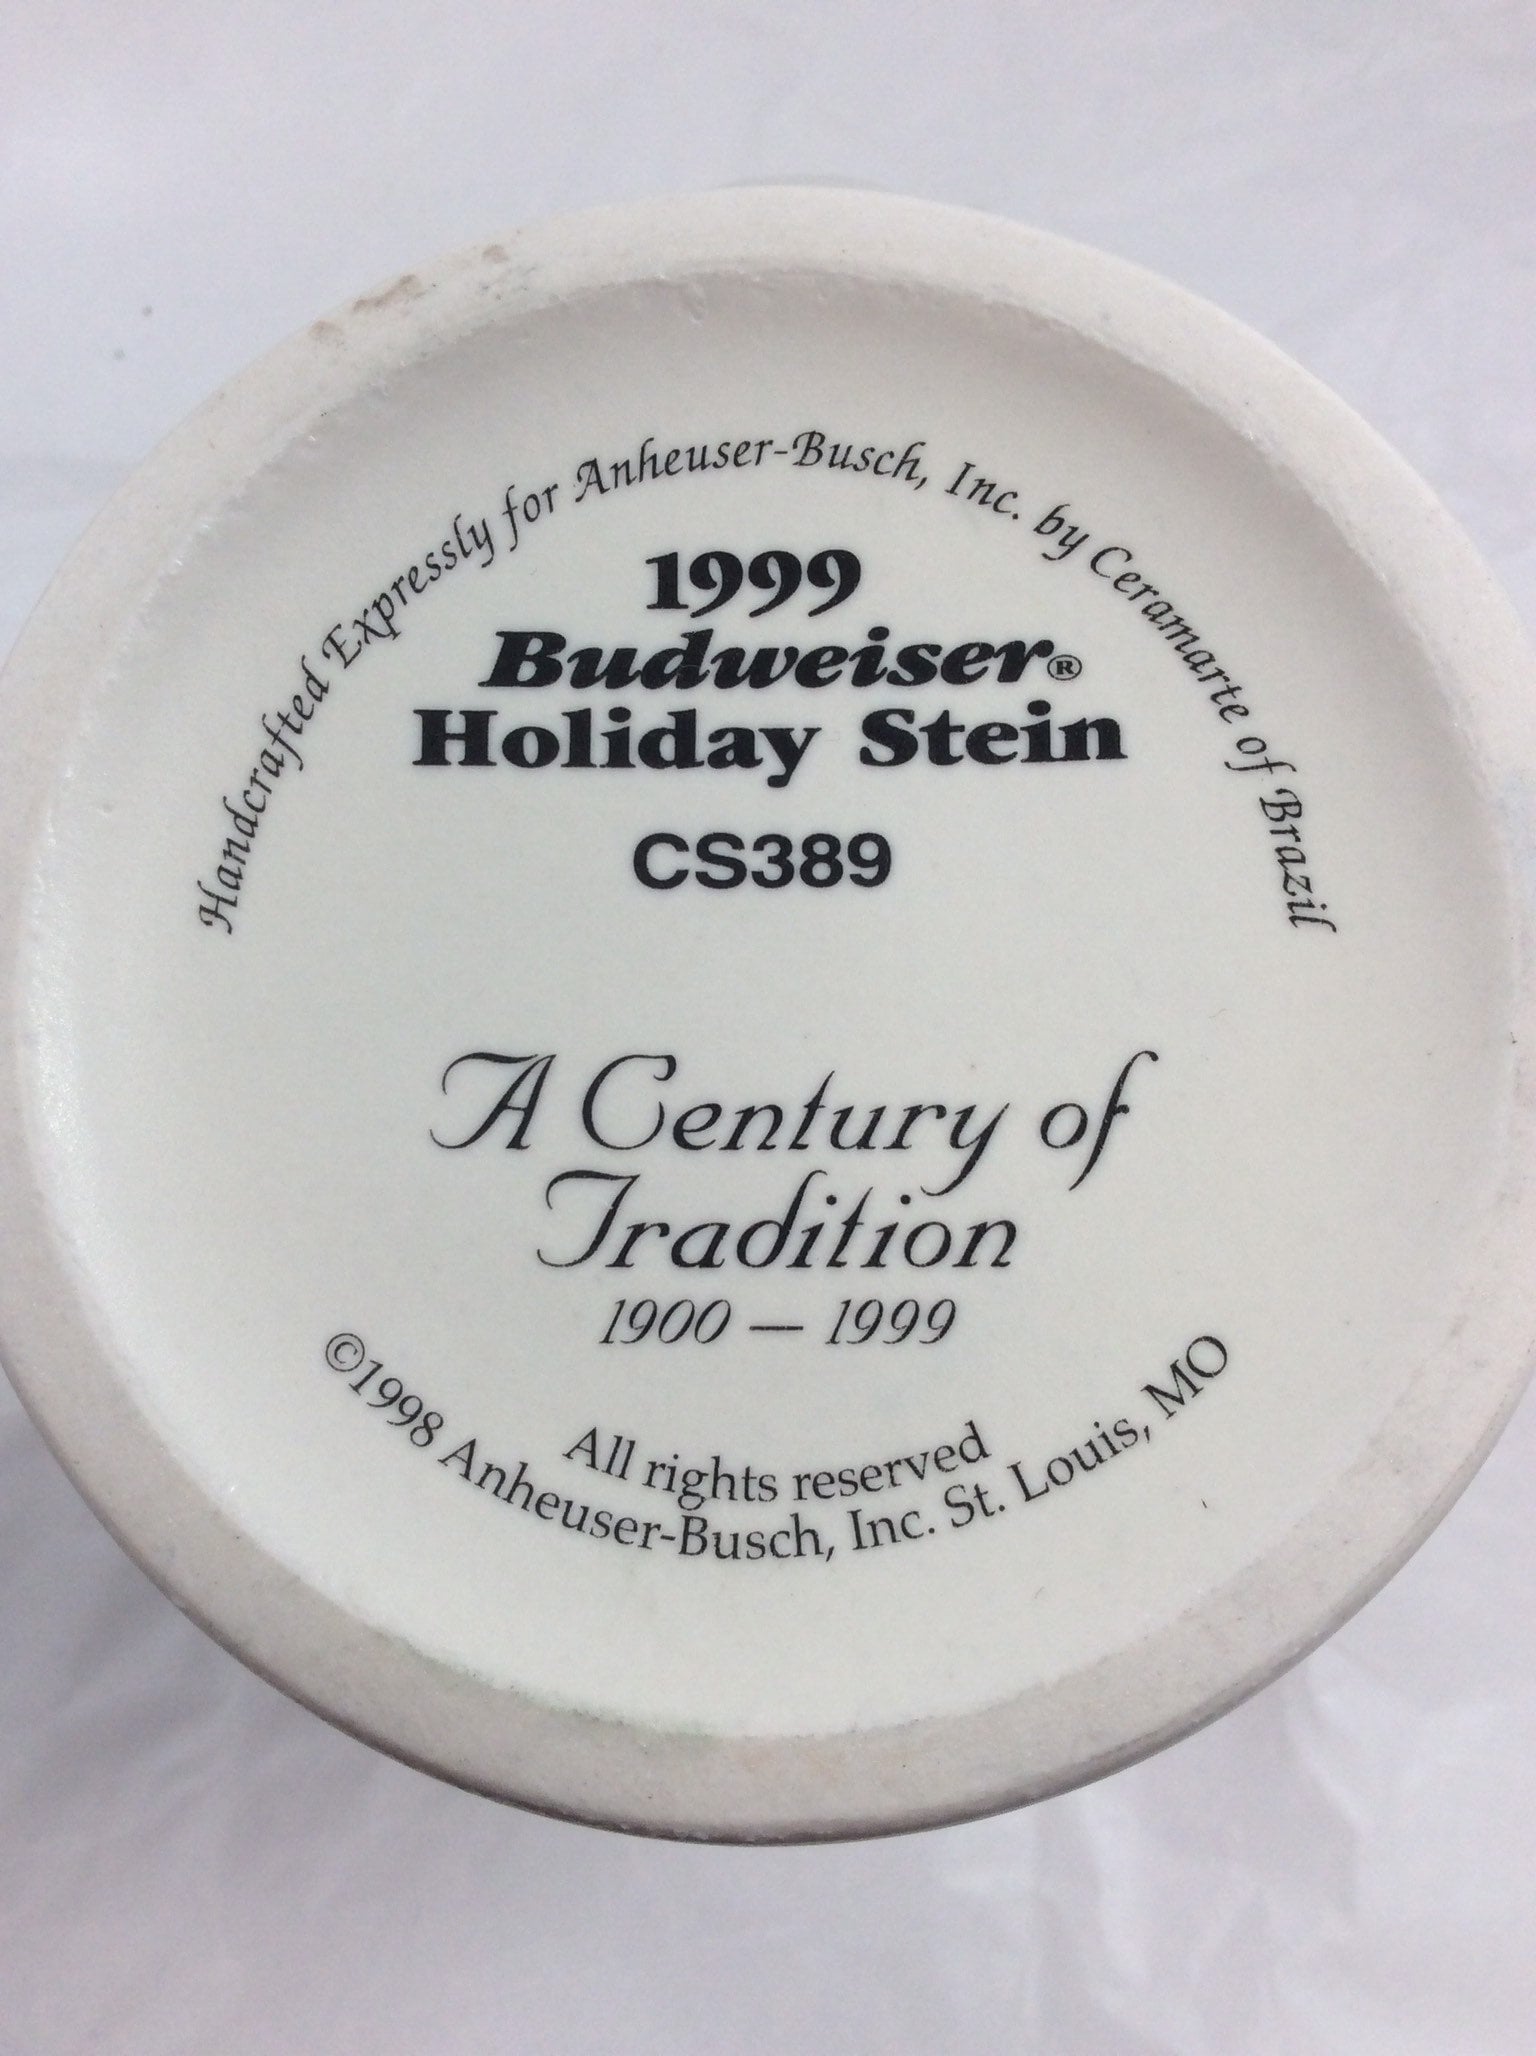 Handcrafted Expressly for Anheuser-Busch, Inc. by Ceramarte of Brazil
1999
Budweiser®
Holiday Stein
CS389
A Century of
Tradition
1900 — 1999
All rights reserved
©1998 Anheuser-Busch, Inc. St. Louis, MO